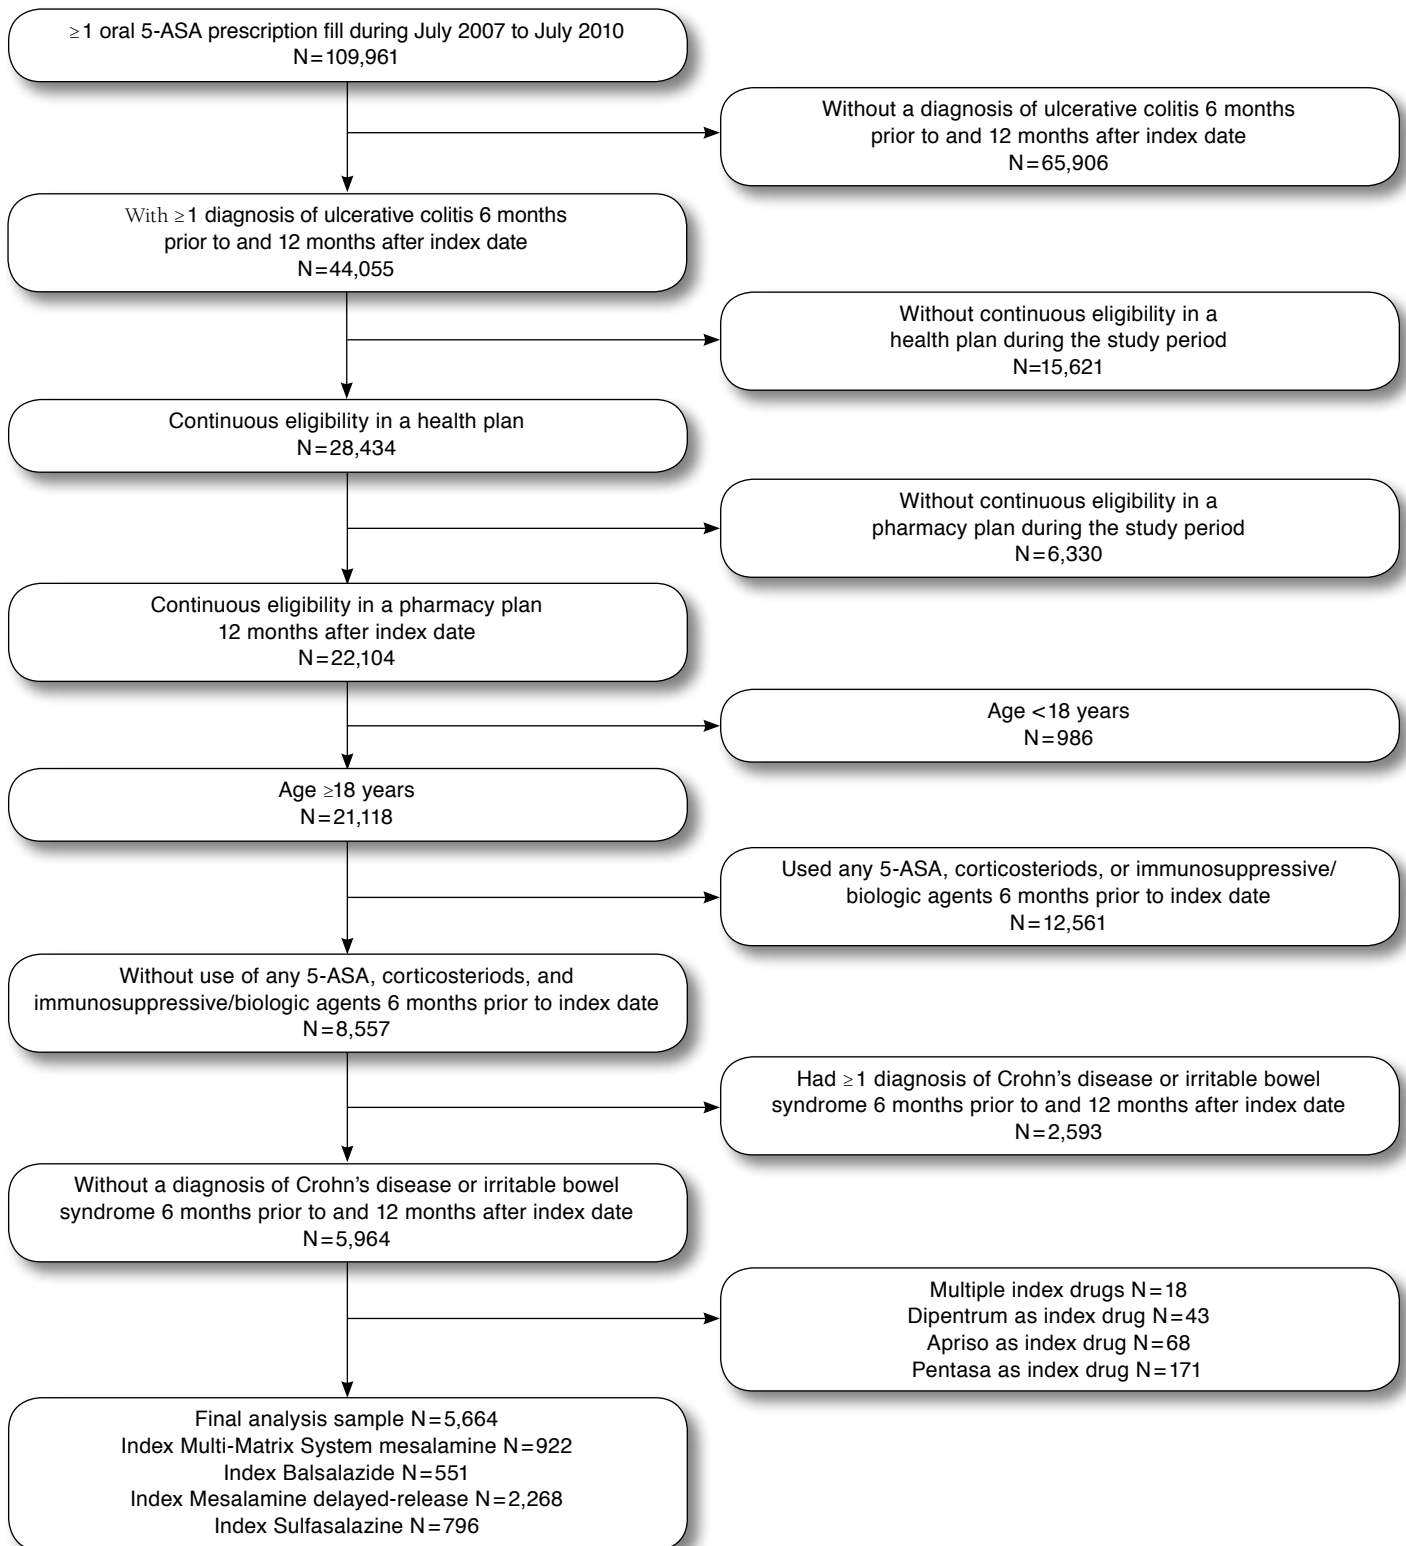 ≥1 oral 5-ASA prescription fill during July 2007 to July 2010
N=109,961
Without a diagnosis of ulcerative colitis 6 months
prior to and 12 months after index date
N=65,906
With ≥1 diagnosis of ulcerative colitis 6 months
prior to and 12 months after index date
N=44,055
Without continuous eligibility in a
health plan during the study period
N=15,621
Continuous eligibility in a health plan
N=28,434
Without continuous eligibility in a
pharmacy plan during the study period
N=6,330
Continuous eligibility in a pharmacy plan
12 months after index date
N=22,104
Age <18 years
N=986
Age ≥18 years
N=21,118
Used any 5-ASA, corticosteriods, or immunosuppressive/
biologic agents 6 months prior to index date
N=12,561
Without use of any 5-ASA, corticosteriods, and
immunosuppressive/biologic agents 6 months prior to index date
N=8,557
Had ≥1 diagnosis of Crohn's disease or irritable bowel
syndrome 6 months prior to and 12 months after index date
N=2,593
Without a diagnosis of Crohn's disease or irritable bowel
syndrome 6 months prior to and 12 months after index date
N=5,964
Multiple index drugs N=18
Dipentrum as index drug N=43
Apriso as index drug N=68
Pentasa as index drug N=171
Final analysis sample N=5,664
Index Multi-Matrix System mesalamine N=922
Index Balsalazide N=551
Index Mesalamine delayed-release N=2,268
Index Sulfasalazine N=796